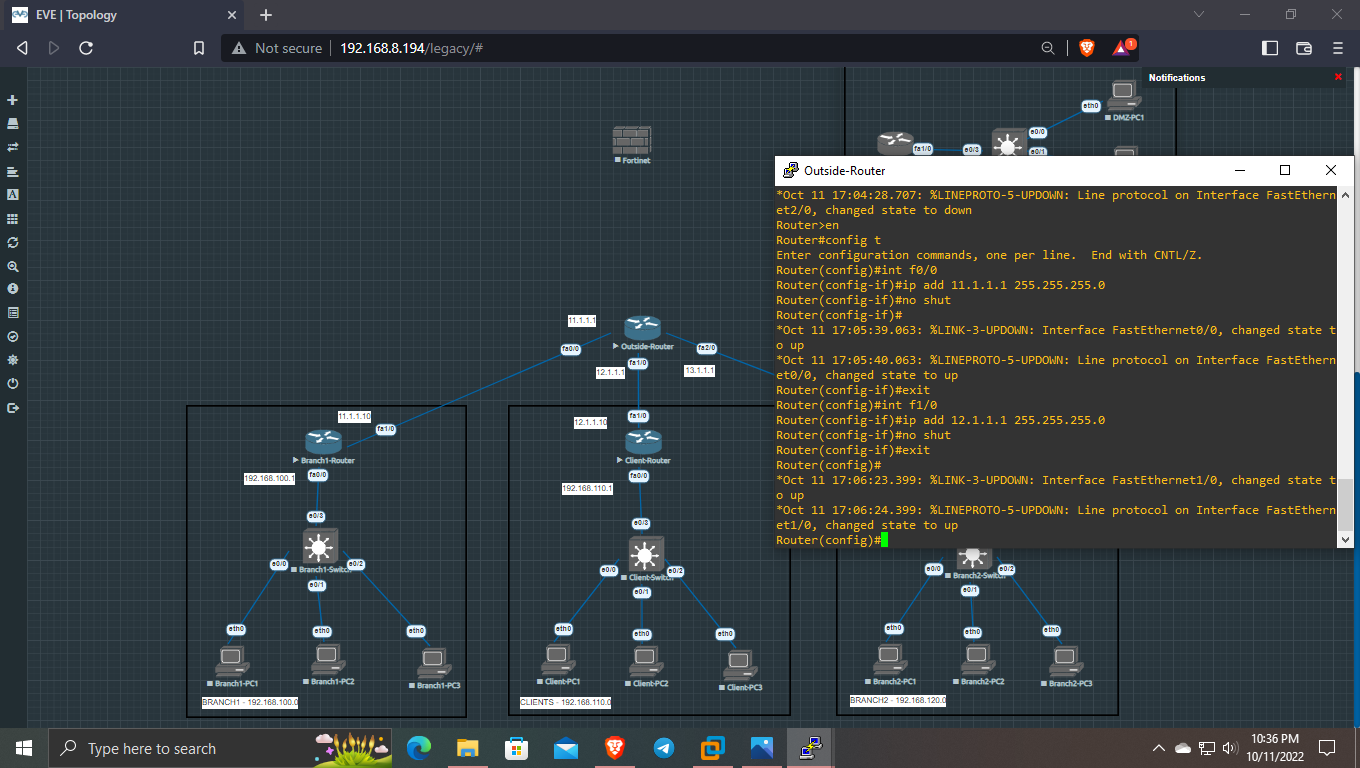 EVE | Topology
Not secure
192.168.8.194/legacy/#
1
Notifications
DMZ-PC1
eth0
e0/0
fa1/0
e0/3
e0/1
Fortinet
Outside-Router
*Oct 11 17:04:28.707: %LINEPROTO-5-UPDOWN: Line protocol on Interface FastEthern
et2/0, changed state to down
Router>en
Router#config t
Enter configuration commands, one per line.  End with CNTL/Z.
Router(config)#int f0/0
Router(config-if)#ip add 11.1.1.1 255.255.255.0
Router(config-if)#no shut
Router(config-if)#
*Oct 11 17:05:39.063: %LINK-3-UPDOWN: Interface FastEthernet0/0, changed state t
o up
*Oct 11 17:05:40.063: %LINEPROTO-5-UPDOWN: Line protocol on Interface FastEthern
et0/0, changed state to up
Router(config-if)#exit
Router(config)#int f1/0
Router(config-if)#ip add 12.1.1.1 255.255.255.0
Router(config-if)#no shut
Router(config-if)#exit
Router(config)#
*Oct 11 17:06:23.399: %LINK-3-UPDOWN: Interface FastEthernet1/0, changed state t
o up
*Oct 11 17:06:24.399: %LINEPROTO-5-UPDOWN: Line protocol on Interface FastEthern
et1/0, changed state to up
Router(config)#
11.1.1.1
Outside-Router
fa0/0
fa1/0
fa2/0
12.1.1.1
13.1.1.1
11.1.1.10
fa1/0
Branch1-Router
fa0/0
192.168.100.1
e0/3
Branch1-Switch
e0/0
e0/1
e0/2
eth0
eth0
eth0
Branch1-PC1
Branch1-PC2
Branch1-PC3
BRANCH1 - 192.168.100.0
12.1.1.10
fa1/0
Client-Router
fa0/0
192.168.110.1
e0/3
Client-Switch
e0/0
e0/1
e0/2
eth0
eth0
eth0
Client-PC1
Client-PC2
Client-PC3
CLIENTS - 192.168.110.0
Branch2-Switch
e0/0
e0/1
e0/2
eth0
eth0
eth0
Branch2-PC1
Branch2-PC2
Branch2-PC3
BRANCH2 - 192.168.120.0
Type here to search
10:36 PM
10/11/2022